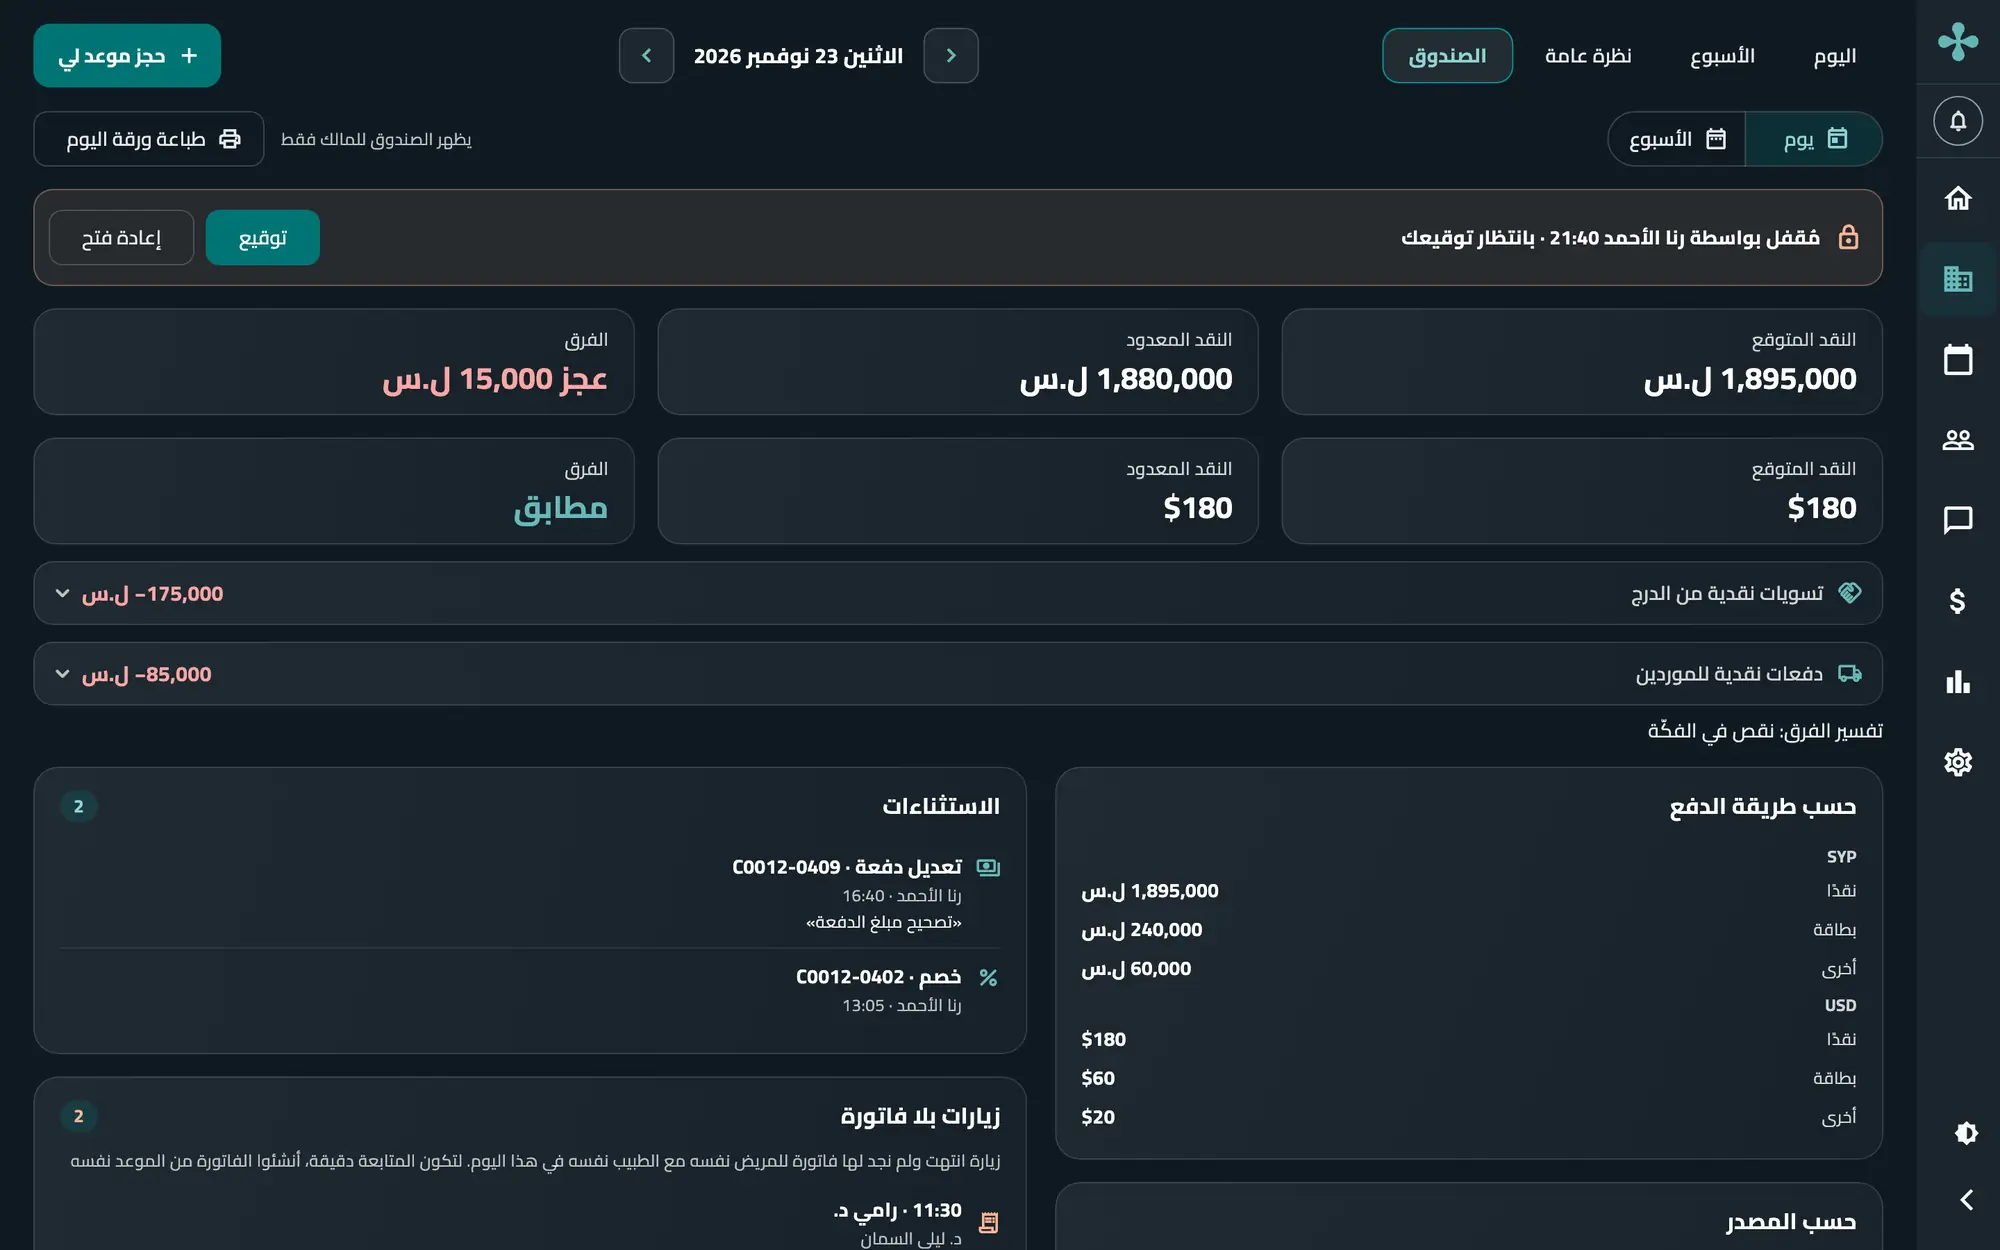 اليوم
الأسبوع
نظرة عامة
الصندوق
الاثنين 23 نوفمبر 2026
حجز موعد لي
يوم
الأسبوع
يظهر الصندوق للمالك فقط
طباعة ورقة اليوم
مُقفل بواسطة رنا الأحمد 21:40 · بانتظار توقيعك
توقيع
إعادة فتح
النقد المتوقع
1,895,000 ل.س
النقد المعدود
1,880,000 ل.س
الفرق
عجز 15,000 ل.س
النقد المتوقع
$180
النقد المعدود
$180
الفرق
مطابق
تسويات نقدية من الدرج
−175,000 ل.س
دفعات نقدية للموردين
−85,000 ل.س
تفسير الفرق: نقص في الفكّة
حسب طريقة الدفع
SYP
نقدًا
1,895,000 ل.س
بطاقة
240,000 ل.س
أخرى
60,000 ل.س
USD
نقدًا
$180
بطاقة
$60
أخرى
$20
حسب المصدر
الاستثناءات
2
تعديل دفعة · C0012-0409
رنا الأحمد · 16:40
«تصحيح مبلغ الدفعة»
خصم · C0012-0402
رنا الأحمد · 13:05
زيارات بلا فاتورة
2
زيارة انتهت ولم نجد لها فاتورة للمريض نفسه مع الطبيب نفسه في هذا اليوم. لتكون المتابعة دقيقة، أنشئوا الفاتورة من الموعد نفسه
11:30 · رامي د.
د. ليلى السمان